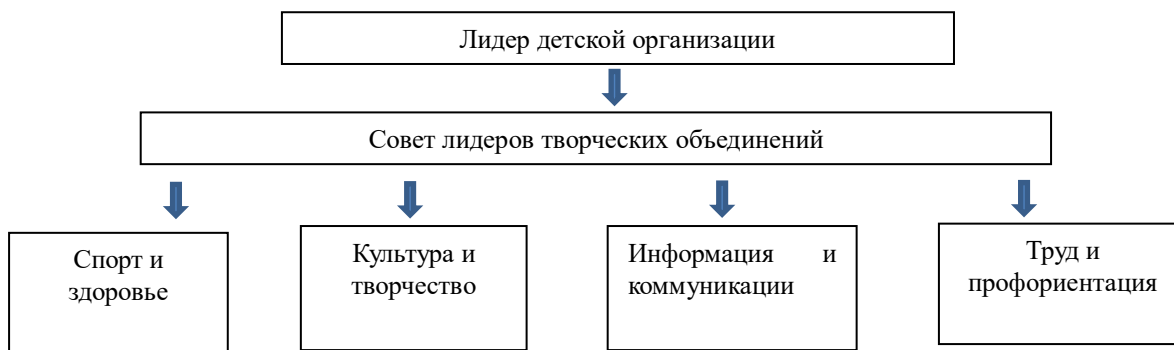 Лидер детской организации
Совет лидеров творческих объединений
Спорт и
здоровье
Культура и
творчество
Информация и
коммуникации
Труд и
профориентация